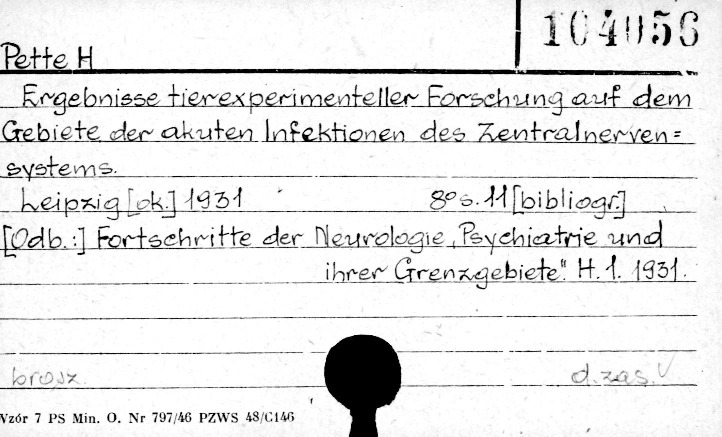 104056
Pette H
Ergebnisse tierexperimenteller Forschung auf dem
Gebiete der akuten Infektionen des Zentralnerven=
systems.
Leipzig [ok.] 1931 8° s. 11 [bibliogr.]
[Odb.:] Fortschritte der Neurologie, Psychiatrie und
ihrer Grenzgebiete". H. 1. 1931.
brosz. d. zas.
Wzór 7 PS Min. O. Nr 797/46 PZWS 48/C146